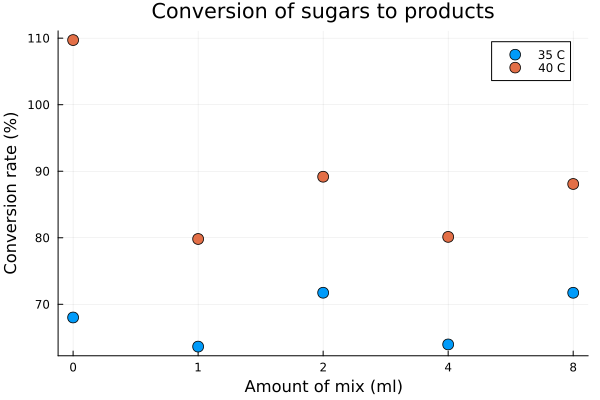 Conversion of sugars to products
110
100
90
80
70
Conversion rate (%)
35 C
40 C
0 1 2 4 8
Amount of mix (ml)